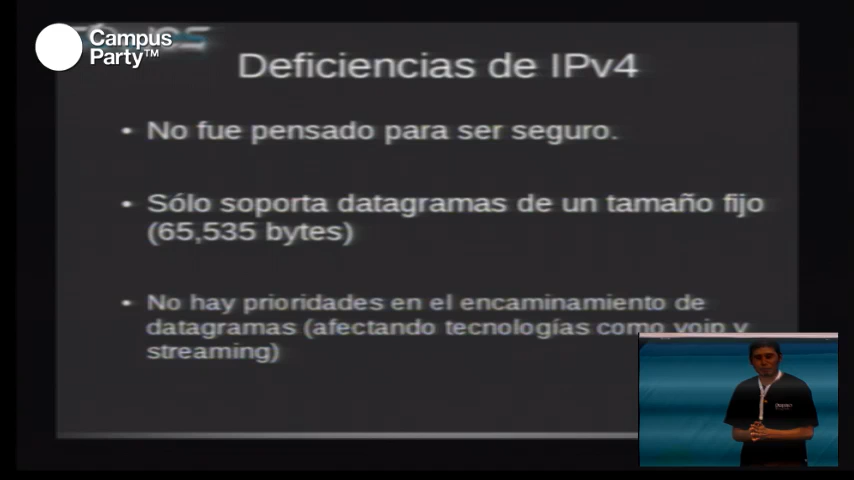 Campus
Party™
Deficiencias de IPv4
• No fue pensado para ser seguro.
• Sólo soporta datagramas de un tamaño fijo
(65,535 bytes)
• No hay prioridades en el encaminamiento de
datagramas (afectando tecnologías como voip y
streaming)